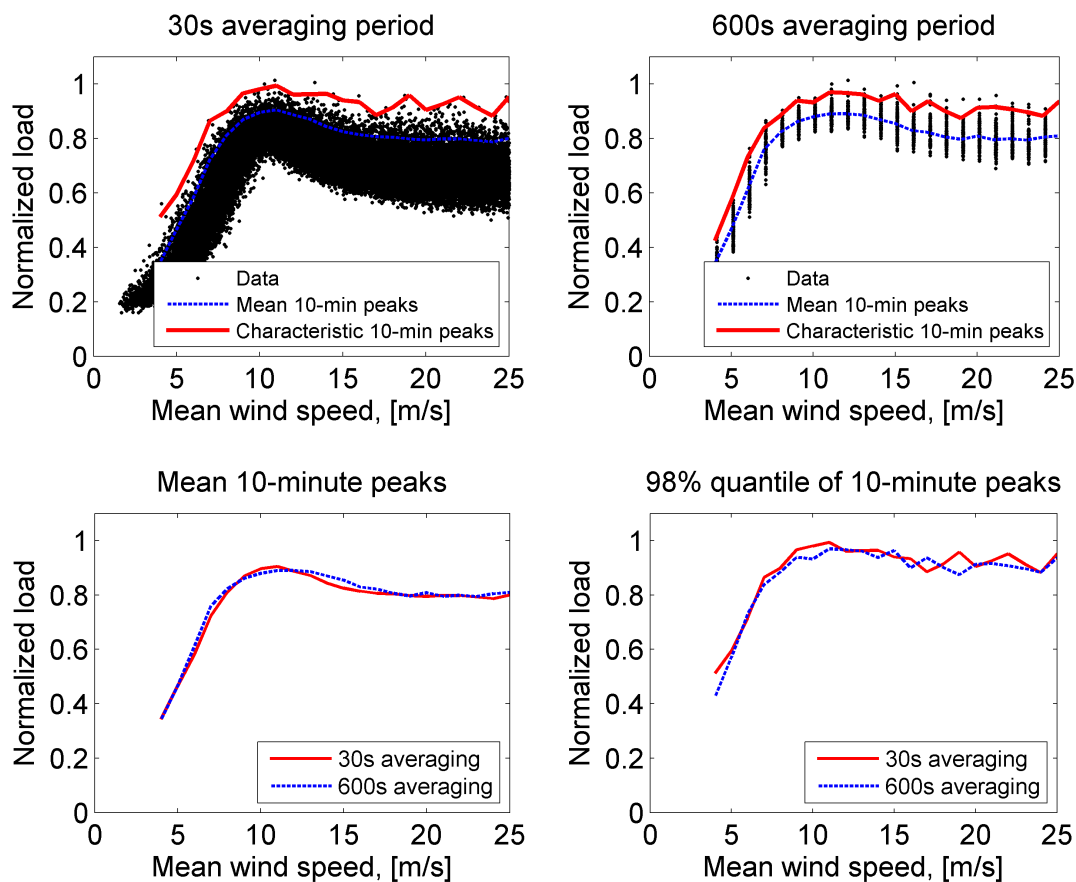 30s averaging period
Normalized load
1
0.8
0.6
0.4
0.2
0
0 5 10 15 20 25
Mean wind speed, [m/s]
Data
Mean 10-min peaks
Characteristic 10-min peaks
600s averaging period
Normalized load
1
0.8
0.6
0.4
0.2
0
0 5 10 15 20 25
Mean wind speed, [m/s]
Data
Mean 10-min peaks
Characteristic 10-min peaks
Mean 10-minute peaks
Normalized load
1
0.8
0.6
0.4
0.2
0
0 5 10 15 20 25
Mean wind speed, [m/s]
30s averaging
600s averaging
98% quantile of 10-minute peaks
Normalized load
1
0.8
0.6
0.4
0.2
0
0 5 10 15 20 25
Mean wind speed, [m/s]
30s averaging
600s averaging